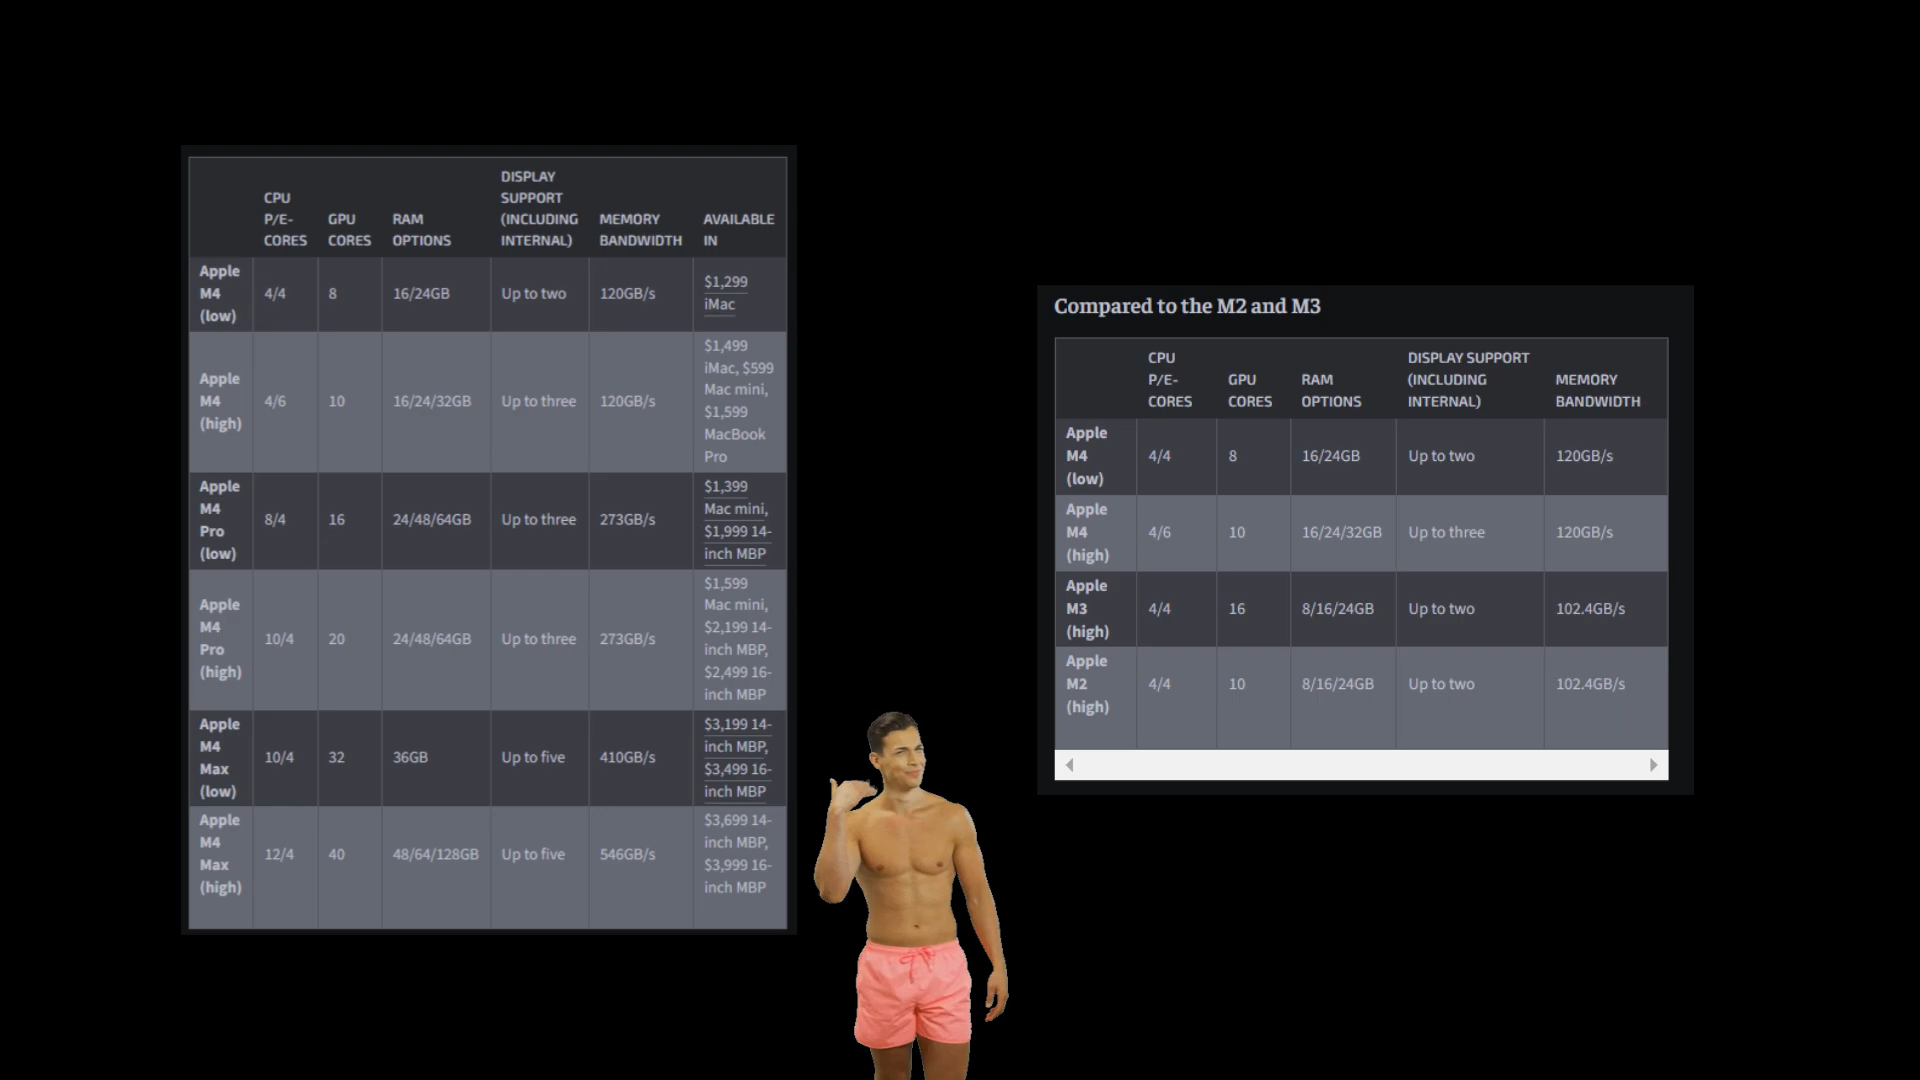 DISPLAY
CPU SUPPORT
P/E- GPU RAM (INCLUDING MEMORY AVAILABLE
CORES CORES OPTIONS INTERNAL) BANDWIDTH IN
Apple
M4
(low)
4/4
8
16/24GB
Up to two
120GB/s
$1,299
iMac
Apple
M4
(high)
4/6
10
16/24/32GB
Up to three
120GB/s
$1,499
iMac, $599
Mac mini,
$1,599
MacBook
Pro
Apple
M4
Pro
(low)
8/4
16
24/48/64GB
Up to three
273GB/s
$1,399
Mac mini,
$1,999 14-
inch MBP
Apple
M4
Pro
(high)
10/4
20
24/48/64GB
Up to three
273GB/s
$1,599
Mac mini,
$2,199 14-
inch MBP,
$2,499 16-
inch MBP
Apple
M4
Max
(low)
10/4
32
36GB
Up to five
410GB/s
$3,199 14-
inch MBP,
$3,499 16-
inch MBP
Apple
M4
Max
(high)
12/4
40
48/64/128GB
Up to five
546GB/s
$3,699 14-
inch MBP,
$3,999 16-
inch MBP
Compared to the M2 and M3
CPU DISPLAY SUPPORT
P/E- GPU RAM (INCLUDING MEMORY
CORES CORES OPTIONS INTERNAL) BANDWIDTH
Apple
M4
(low)
4/4
8
16/24GB
Up to two
120GB/s
Apple
M4
(high)
4/6
10
16/24/32GB
Up to three
120GB/s
Apple
M3
(high)
4/4
16
8/16/24GB
Up to two
102.4GB/s
Apple
M2
(high)
4/4
10
8/16/24GB
Up to two
102.4GB/s